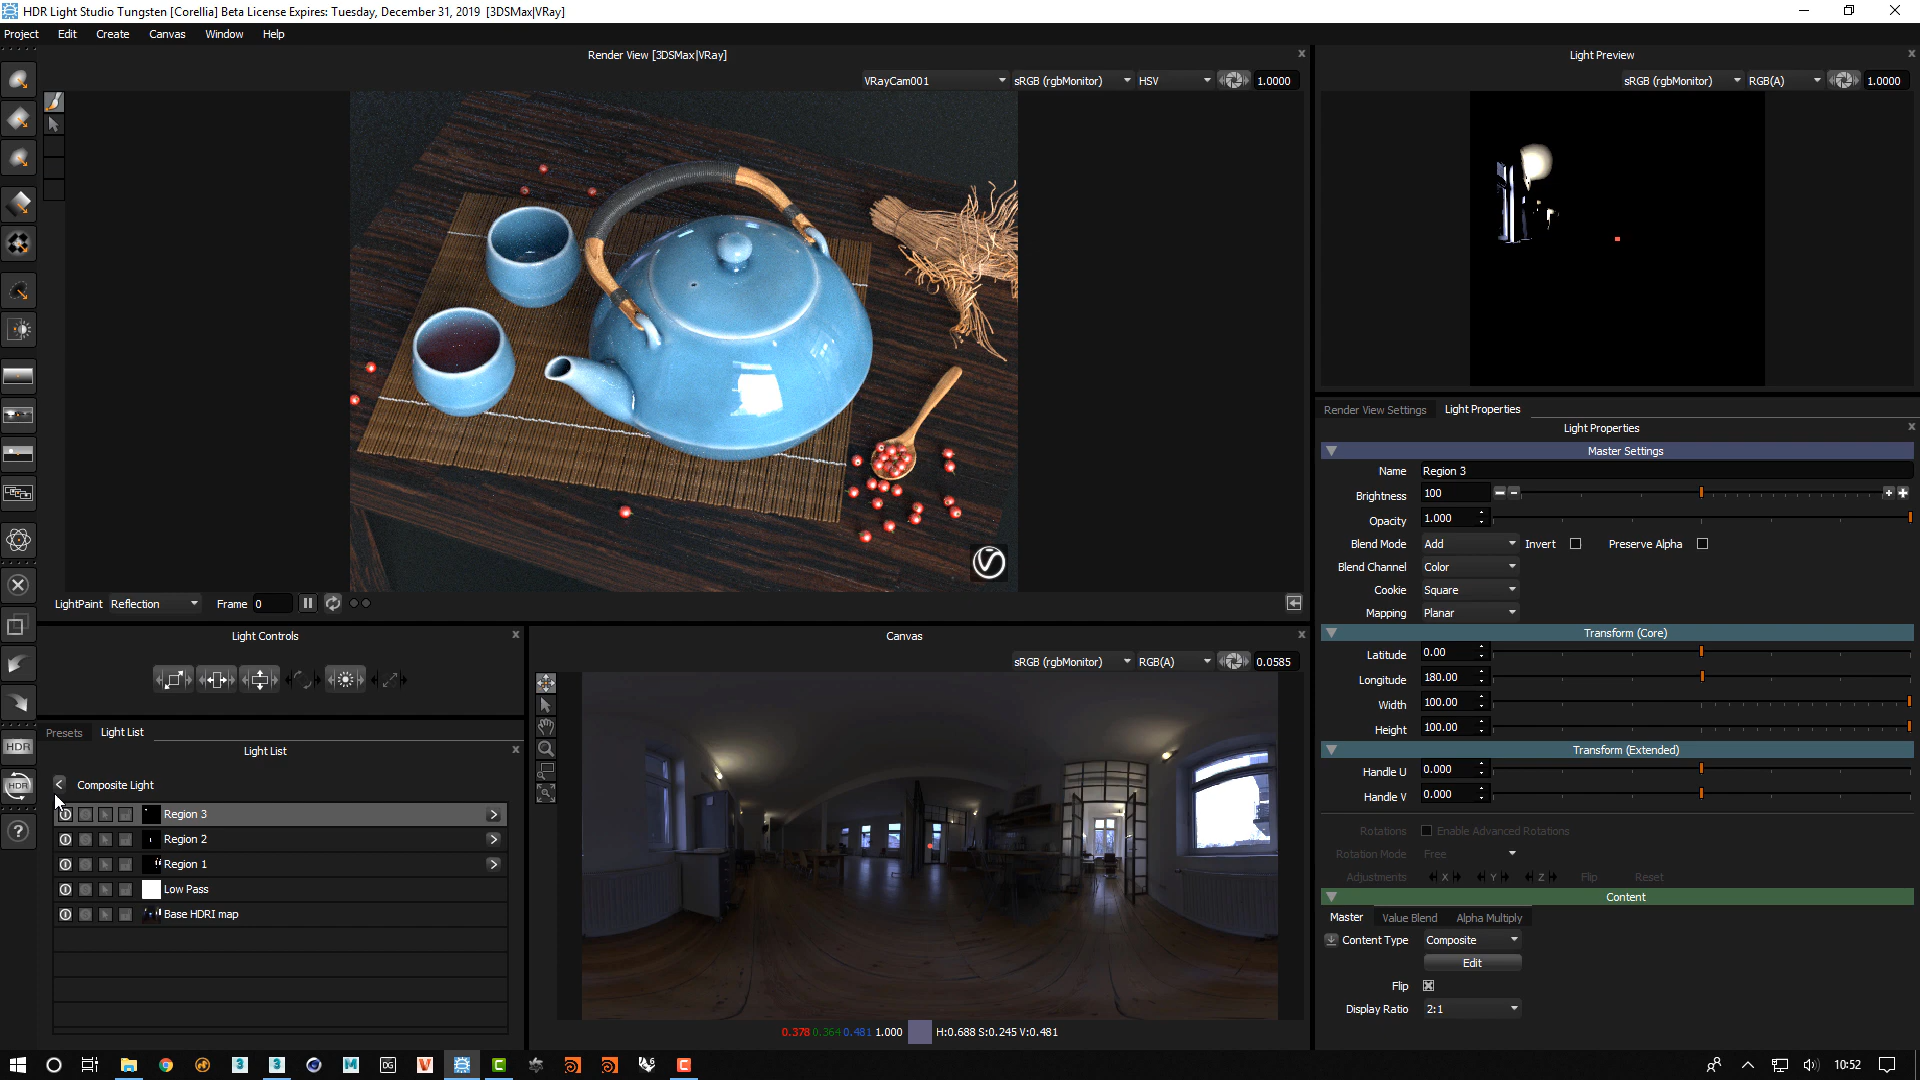 HDR Light Studio Tungsten [Corellia] Beta License Expires: Tuesday, December 31, 2019 [3DSMax|VRay]
Project Edit Create Canvas Window Help
Render View [3DSMax|VRay]
VRayCam001 sRGB (rgbMonitor) HSV 1.0000
LightPaint Reflection Frame 0
Light Preview
sRGB (rgbMonitor) RGB(A) 1.0000
Render View Settings Light Properties
Light Properties
Master Settings
Name Region 3
Brightness 100
Opacity 1.000
Blend Mode Add Invert Preserve Alpha
Blend Channel Color
Cookie Square
Mapping Planar
Transform (Core)
Latitude 0.00
Longitude 180.00
Width 100.00
Height 100.00
Transform (Extended)
Handle U 0.000
Handle V 0.000
Rotations Enable Advanced Rotations
Rotation Mode Free
Adjustments X Y Z Flip Reset
Content
Master Value Blend Alpha Multiply
Content Type Composite
Edit
Flip
Display Ratio 2:1
Light Controls
Presets Light List
Light List
HDR
HDR
Composite Light
Region 3
Region 2
Region 1
Low Pass
Base HDRI map
Canvas
sRGB (rgbMonitor) RGB(A) 0.0585
0.378 0.364 0.481 1.000 H:0.688 S:0.245 V:0.481
10:52